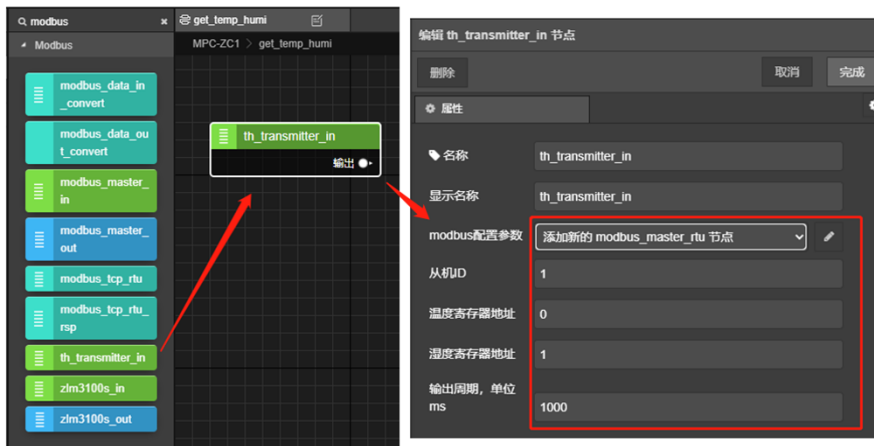 modbus
Modbus
modbus_data_in
_convert
modbus_data_ou
t_convert
modbus_master_
in
modbus_master_
out
modbus_tcp_rtu
modbus_tcp_rtu_
rsp
th_transmitter_in
zlm3100s_in
zlm3100s_out
get_temp_humi
MPC-ZC1 > get_temp_humi
th_transmitter_in
输出
编辑 th_transmitter_in 节点
删除
取消
完成
属性
名称
th_transmitter_in
显示名称
th_transmitter_in
modbus配置参数
添加新的 modbus_master_rtu 节点
从机ID
1
温度寄存器地址
0
湿度寄存器地址
1
输出周期，单位
ms
1000